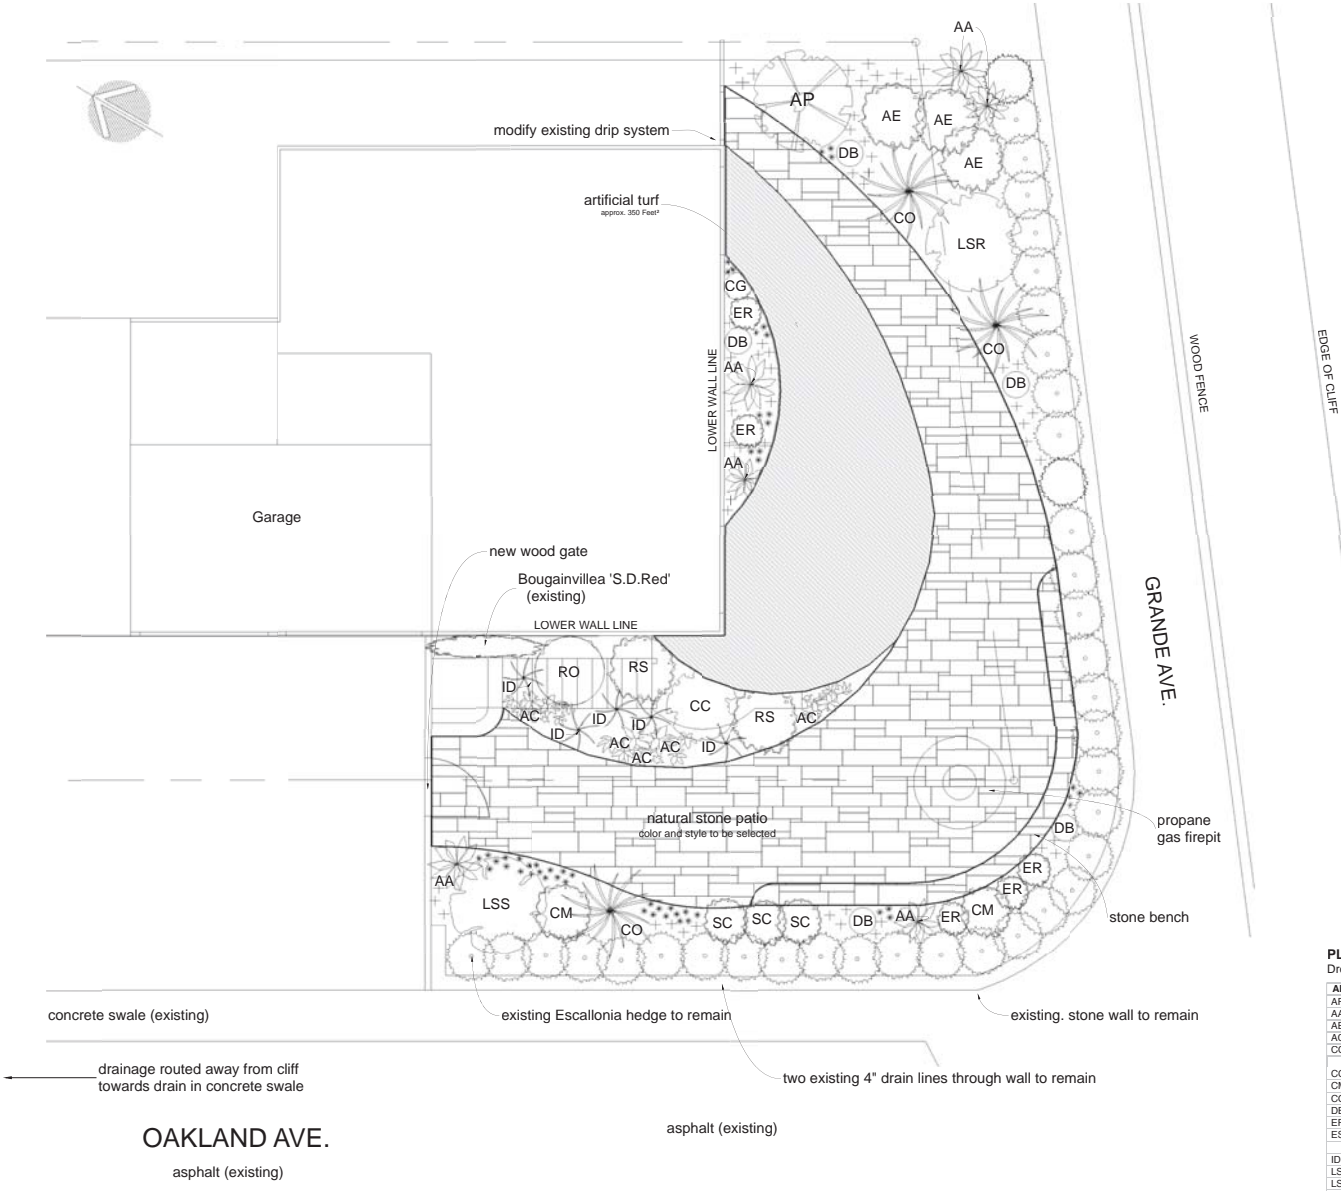 AA
AP
AE
AE
modify existing drip system
DB
AE
artificial turf
approx. 350 Feet²
CO
LSR
CG
ER
DB
CO
WOOD FENCE
EDGE OF CLIFF
LOWER WALL LINE
AA
DB
ER
AA
Garage
new wood gate
Bougainvillea 'S.D.Red'
(existing)
LOWER WALL LINE
GRANDE AVE.
RO
RS
ID
CC
AC
ID
ID
RS
AC
ID
AC
AC
ID
AC
natural stone patio
color and style to be selected
propane
gas firepit
DB
ER
AA
ER
LSS
CM
CO
SC
SC
SC
DB
AA
ER
CM
stone bench
concrete swale (existing)
existing Escallonia hedge to remain
existing. stone wall to remain
drainage routed away from cliff
towards drain in concrete swale
two existing 4" drain lines through wall to remain
OAKLAND AVE.
asphalt (existing)
asphalt (existing)
DB
ID